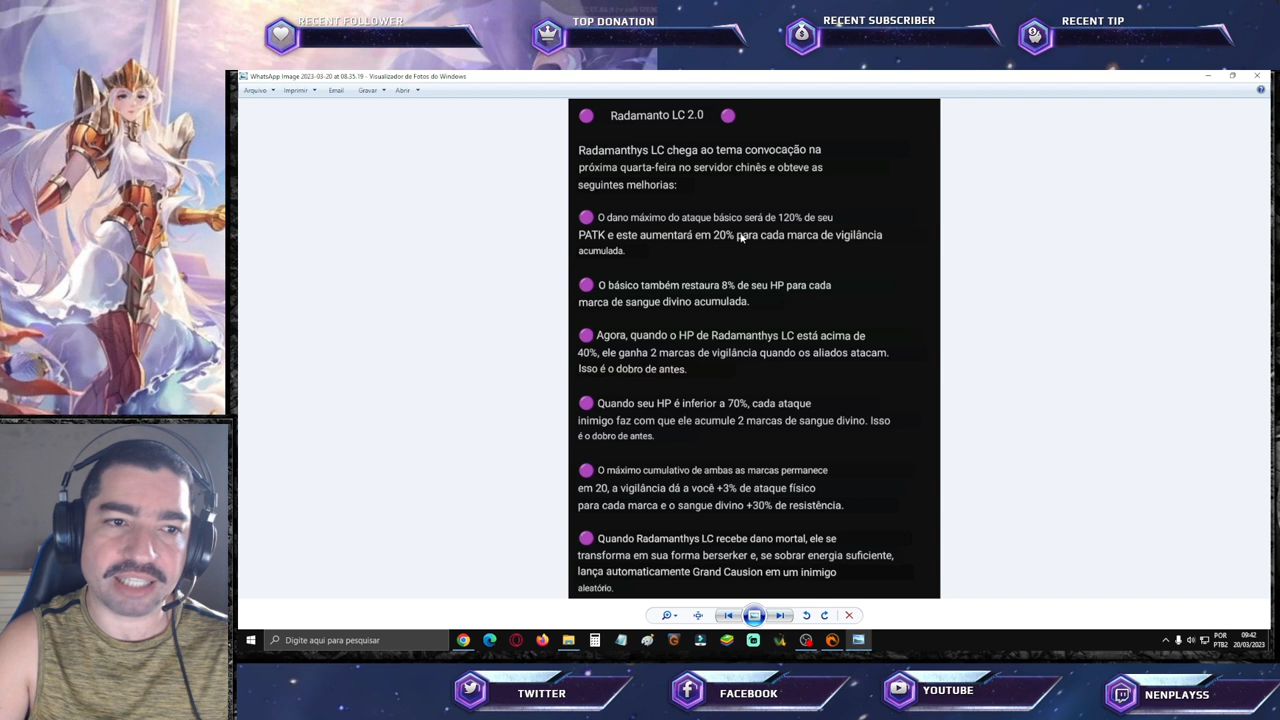 RECENT FOLLOWER
TOP DONATION
RECENT SUBSCRIBER
RECENT TIP
WhatsApp Image 2023-03-20 at 08.35.19 - Visualizador de Fotos do Windows
Arquivo Imprimir Email Gravar Abrir
Radamanto LC 2.0
Radamanthys LC chega ao tema convocação na
próxima quarta-feira no servidor chinês e obteve as
seguintes melhorias:
O dano máximo do ataque básico será de 120% de seu
PATK e este aumentará em 20% para cada marca de vigilância
acumulada.
O básico também restaura 8% de seu HP para cada
marca de sangue divino acumulada.
Agora, quando o HP de Radamanthys LC está acima de
40%, ele ganha 2 marcas de vigilância quando os aliados atacam.
Isso é o dobro de antes.
Quando seu HP é inferior a 70%, cada ataque
inimigo faz com que ele acumule 2 marcas de sangue divino. Isso
é o dobro de antes.
O máximo cumulativo de ambas as marcas permanece
em 20, a vigilância dá a você +3% de ataque físico
para cada marca e o sangue divino +30% de resistência.
Quando Radamanthys LC recebe dano mortal, ele se
transforma em sua forma berserker e, se sobrar energia suficiente,
lança automaticamente Grand Causion em um inimigo
aleatório.
Digite aqui para pesquisar
POR
PTB2
09:42
20/03/2023
TWITTER
FACEBOOK
YOUTUBE
NENPLAYSS